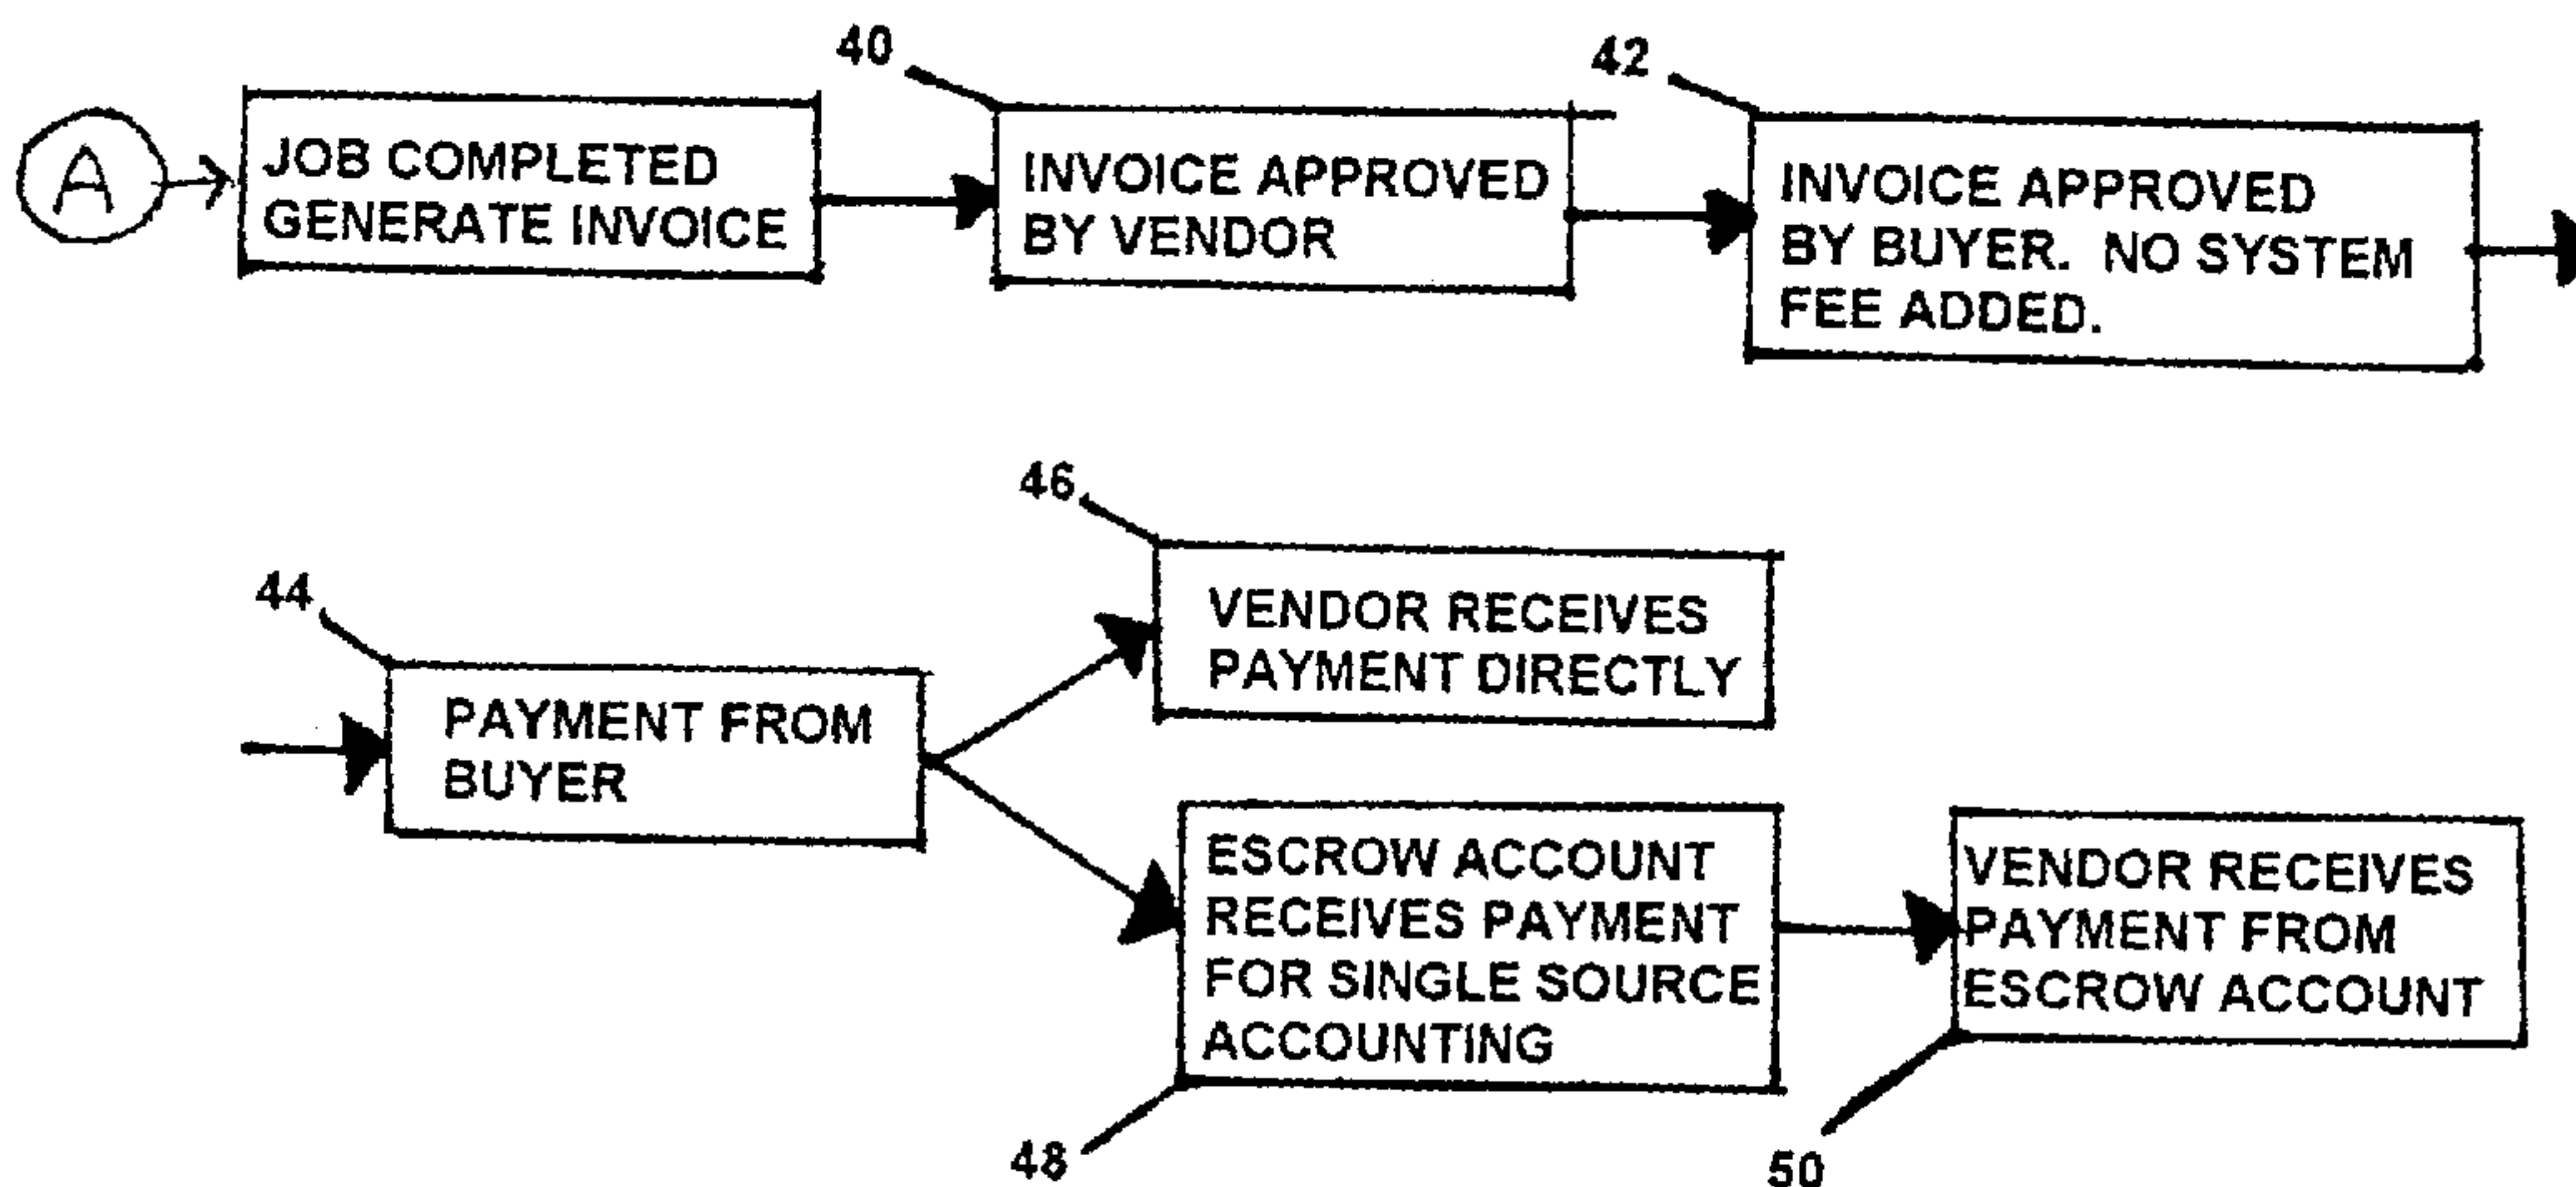 40
42
A
JOB COMPLETED
GENERATE INVOICE
INVOICE APPROVED
BY VENDOR
INVOICE APPROVED
BY BUYER. NO SYSTEM
FEE ADDED.
44
46
PAYMENT FROM
BUYER
VENDOR RECEIVES
PAYMENT DIRECTLY
ESCROW ACCOUNT
RECEIVES PAYMENT
FOR SINGLE SOURCE
ACCOUNTING
48
VENDOR RECEIVES
PAYMENT FROM
ESCROW ACCOUNT
50